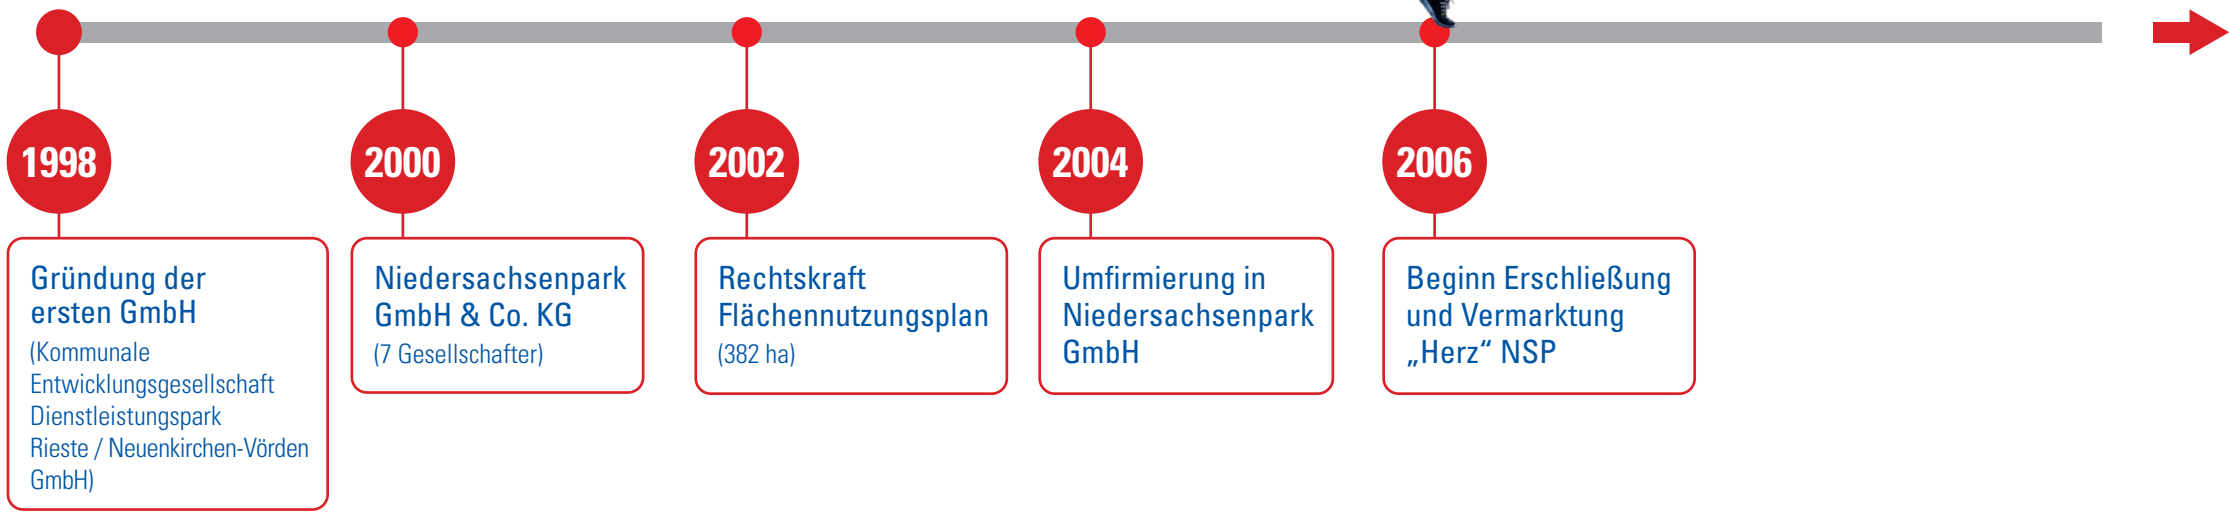 1998
Gründung der
ersten GmbH
(Kommunale
Entwicklungsgesellschaft
Dienstleistungspark
Rieste / Neuenkirchen-Vörden
GmbH)
2000
Niedersachsenpark
GmbH & Co. KG
(7 Gesellschafter)
2002
Rechtskraft
Flächennutzungsplan
(382 ha)
2004
Umfirmierung in
Niedersachsenpark
GmbH
2006
Beginn Erschließung
und Vermarktung
„Herz“ NSP